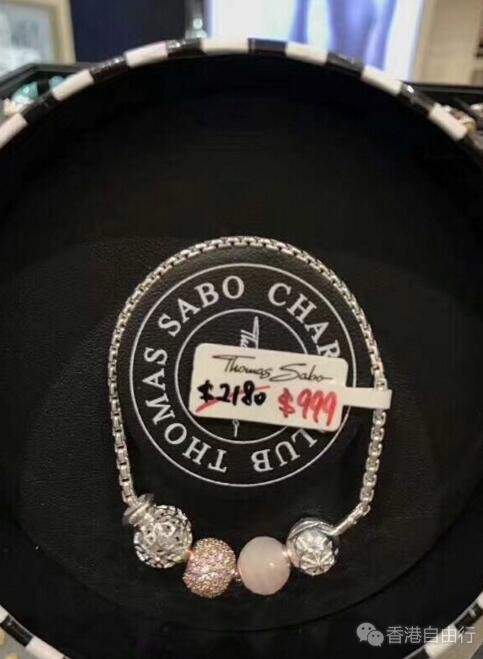 THOMAS SABO CHARM CLUB
Thomas Sabo
$2180 $999
香港自由行